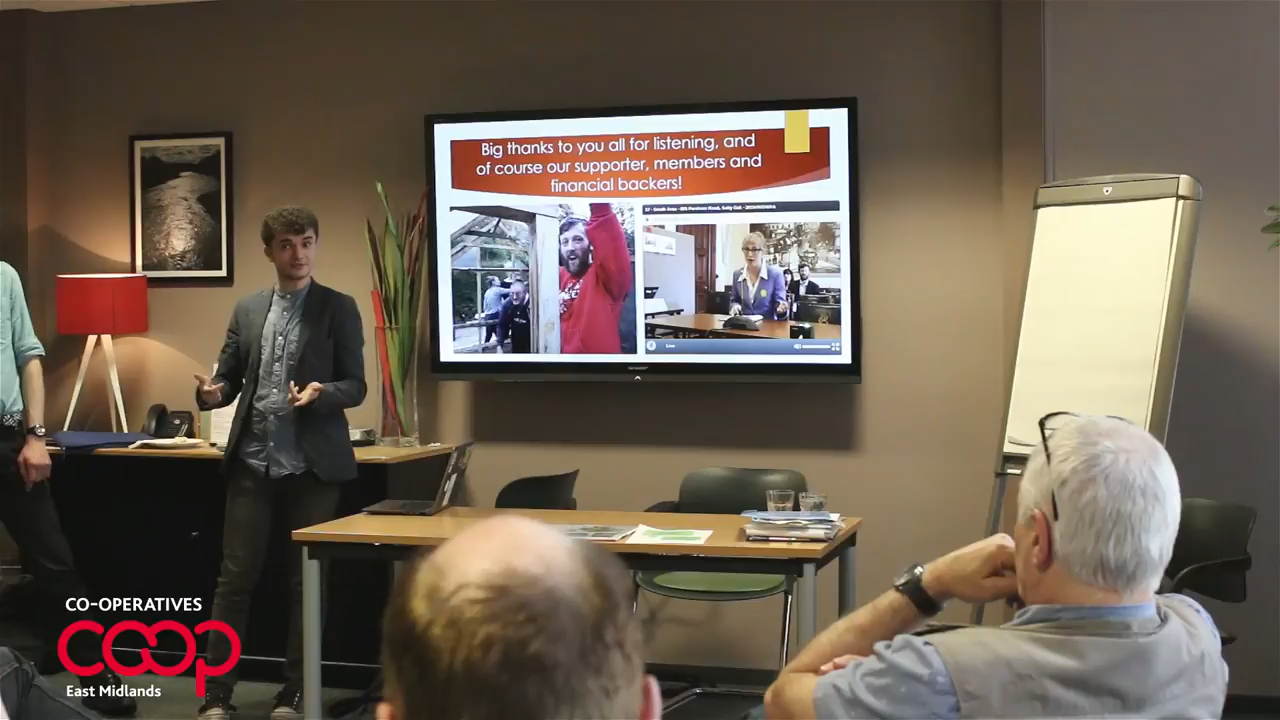 Big thanks to you all for listening, and
of course our supporter, members and
financial backers!
Live
CO-OPERATIVES
coop
East Midlands